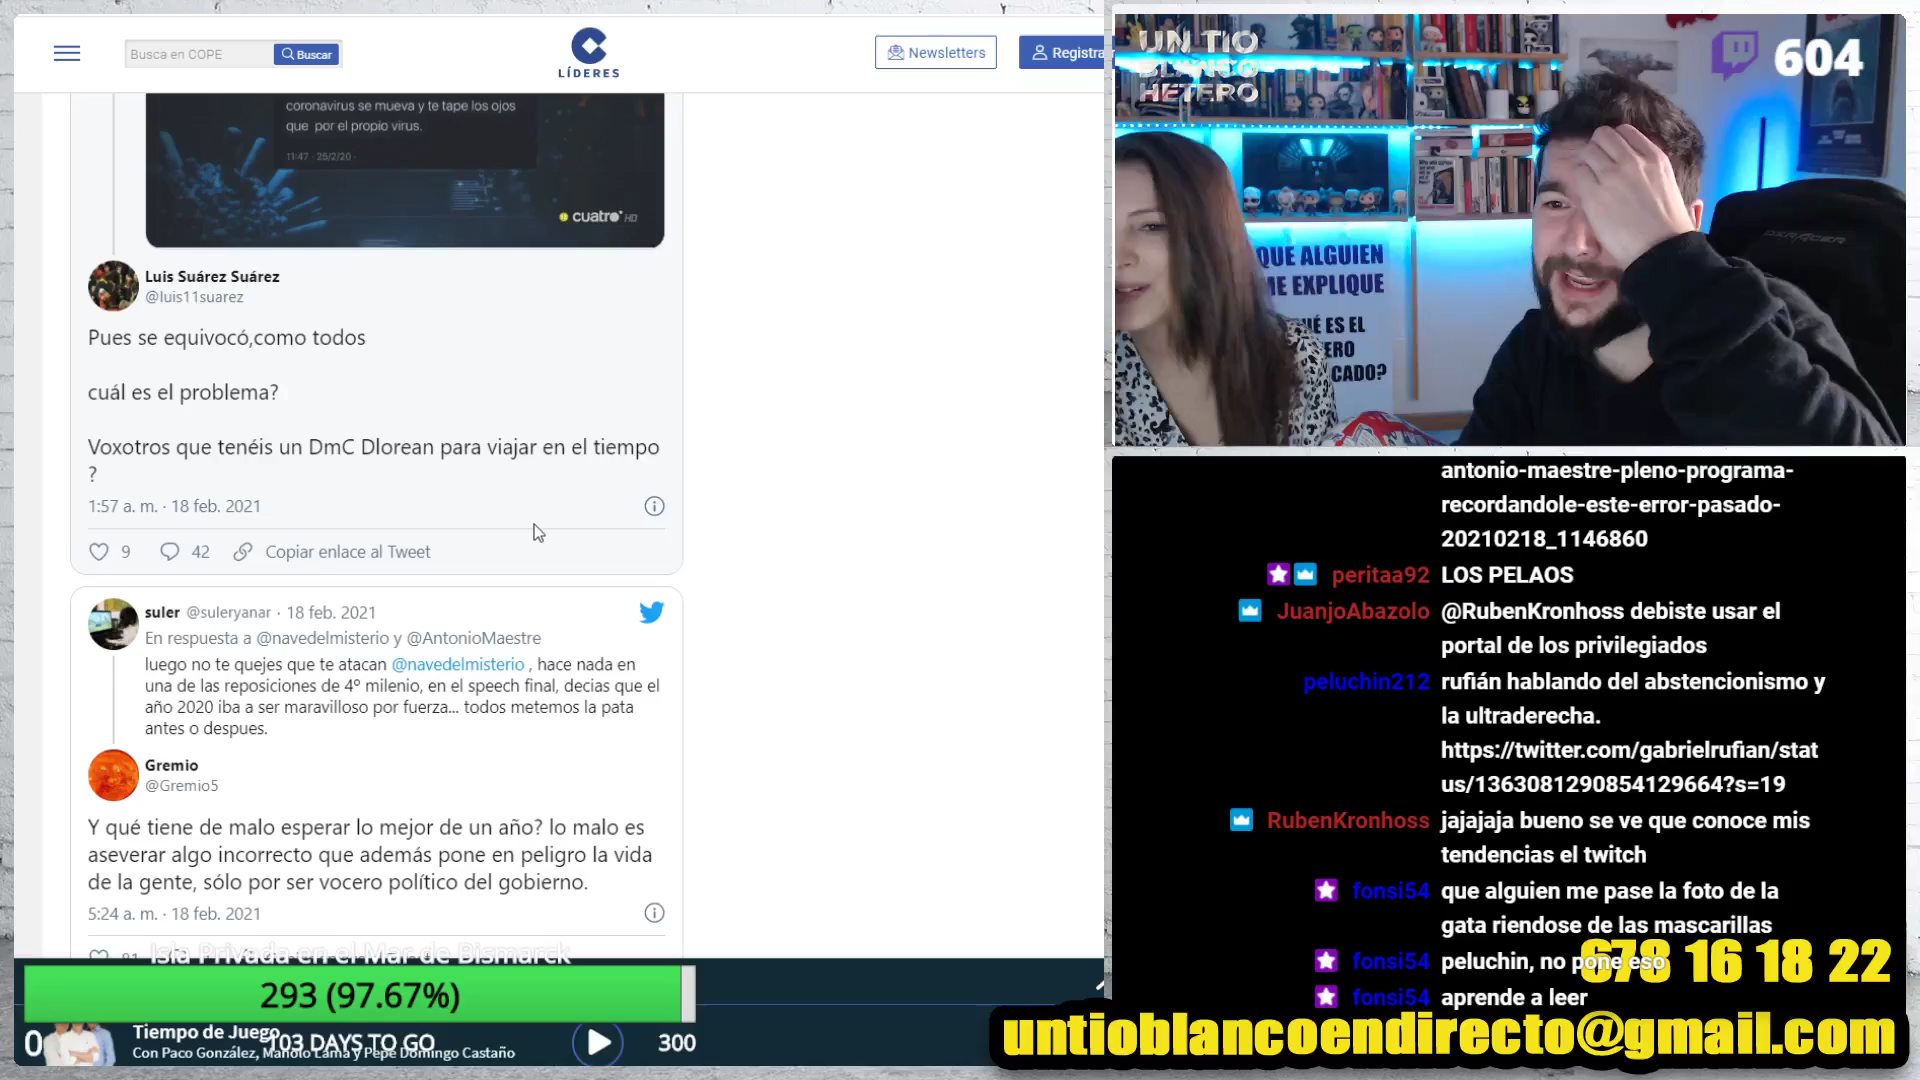 Busca en COPE
Buscar
LÍDERES
Newsletters
Registra
coronavirus se mueva y te tape los ojos
que por el propio virus.
11:47 · 25/2/20 ·
cuatro HD
Luis Suárez Suárez
@luis11suarez
Pues se equivocó,como todos
cuál es el problema?
Voxotros que tenéis un DmC Dlorean para viajar en el tiempo
?
1:57 a. m. · 18 feb. 2021
9 42 Copiar enlace al Tweet
suler @suleryanar · 18 feb. 2021
En respuesta a @navedelmisterio y @AntonioMaestre
luego no te quejes que te atacan @navedelmisterio , hace nada en
una de las reposiciones de 4º milenio, en el speech final, decias que el
año 2020 iba a ser maravilloso por fuerza... todos metemos la pata
antes o despues.
Gremio
@Gremio5
Y qué tiene de malo esperar lo mejor de un año? lo malo es
aseverar algo incorrecto que además pone en peligro la vida
de la gente, sólo por ser vocero político del gobierno.
5:24 a. m. · 18 feb. 2021
Isla Privada en el Mar de Bismarck
293 (97.67%)
0
Tiempo de Juego
103 DAYS TO GO
Con Paco González, Manolo Lama y Pepe Domingo Castaño
300
UN TIO
BLANCO
HETERO
604
QUE ALGUIEN
ME EXPLIQUE
QUÉ ES EL
ERO
CADO?
antonio-maestre-pleno-programa-
recordandole-este-error-pasado-
20210218_1146860
peritaa92 LOS PELAOS
JuanjoAbazolo @RubenKronhoss debiste usar el
portal de los privilegiados
peluchin212 rufián hablando del abstencionismo y
la ultraderecha.
https://twitter.com/gabrielrufian/stat
us/1363081290854129664?s=19
RubenKronhoss jajajaja bueno se ve que conoce mis
tendencias el twitch
fonsi54 que alguien me pase la foto de la
gata riendose de las mascarillas
fonsi54 peluchin, no pone eso
678 16 18 22
fonsi54 aprende a leer
untioblancoendirecto@gmail.com